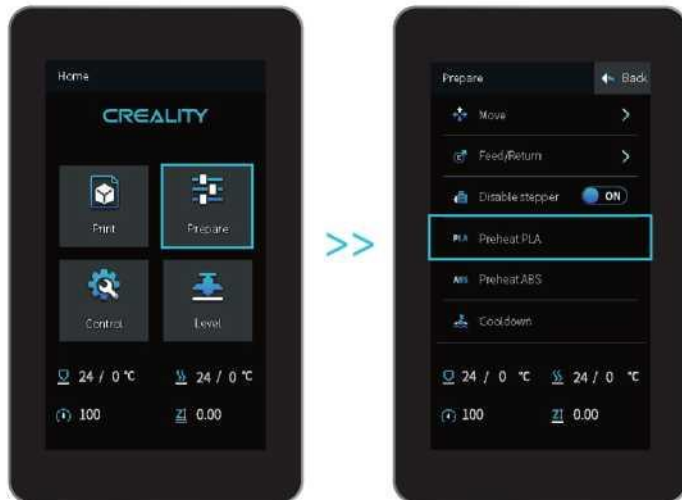 Home
CREALITY
Print
Prepare
Control
Level
24 / 0 ℃
24 / 0 ℃
100
0.00
>>
Prepare
Back
Move
Feed/Return
Disable stepper
ON
PLA
Preheat PLA
ABS
Preheat ABS
Cooldown
24 / 0 ℃
24 / 0 ℃
100
0.00